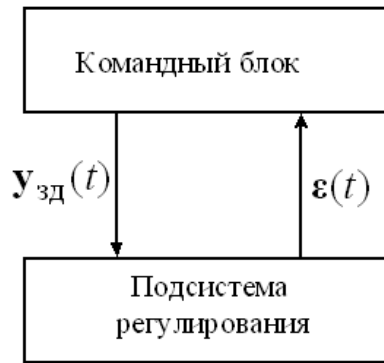 Командный блок
y_зд(t)
ε(t)
Подсистема
регулирования